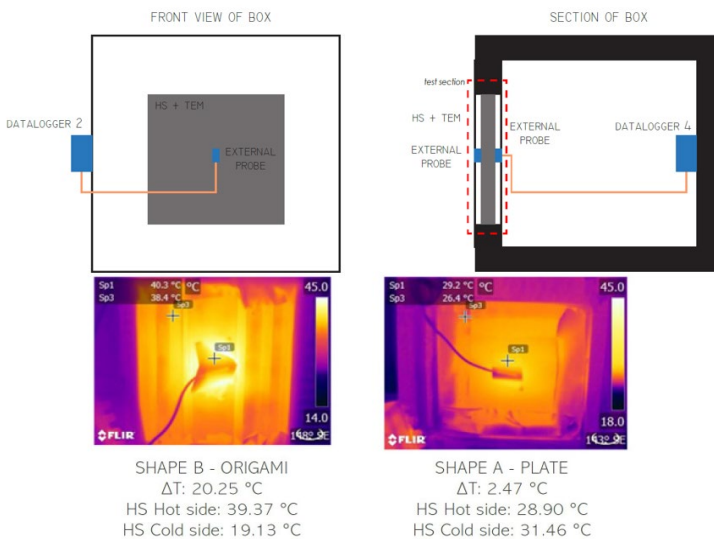 FRONT VIEW OF BOX
SECTION OF BOX
HS + TEM
DATALOGGER 2
EXTERNAL
PROBE
test section
HS + TEM
EXTERNAL
PROBE
EXTERNAL
PROBE
DATALOGGER 4
Sp1 40.3 °C °C
Sp3 38.4 °C
45.0
Sp3
Sp1
14.0
FLIR
Sp1 29.2 °C °C
Sp3 26.4 °C
45.0
Sp3
Sp1
18.0
FLIR
SHAPE B - ORIGAMI
ΔT: 20.25 °C
HS Hot side: 39.37 °C
HS Cold side: 19.13 °C
SHAPE A - PLATE
ΔT: 2.47 °C
HS Hot side: 28.90 °C
HS Cold side: 31.46 °C